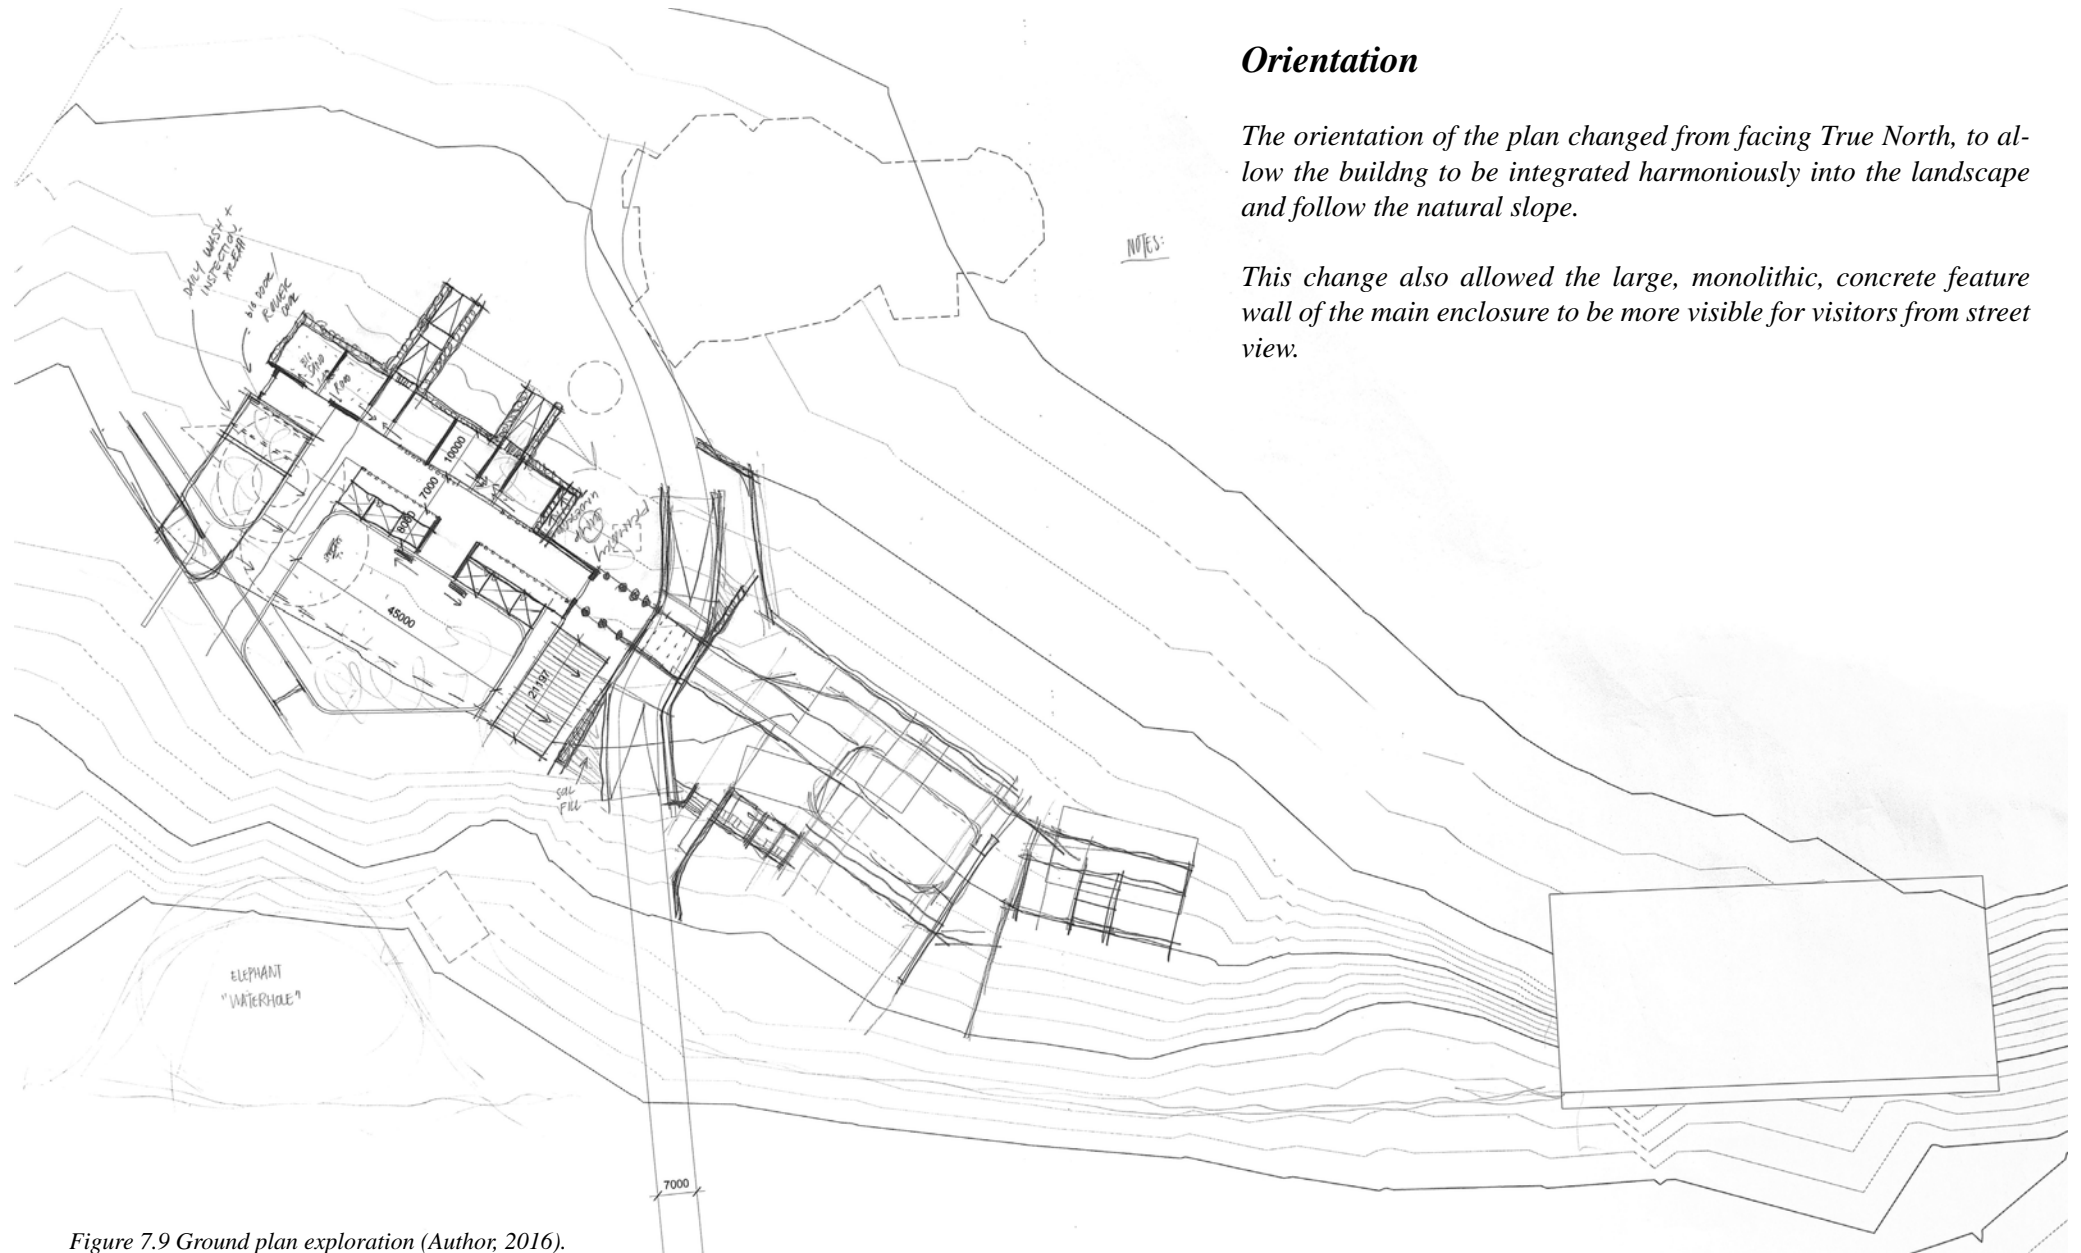 Orientation
The orientation of the plan changed from facing True North, to al-
low the buildng to be integrated harmoniously into the landscape
and follow the natural slope.
This change also allowed the large, monolithic, concrete feature
wall of the main enclosure to be more visible for visitors from street
view.
NOTES:
DAILY WASH X
INSPECTION
AREA
ROLLER
10000
7000
8000
45000
21197
SOIL
FILL
ELEPHANT
"WATERHOLE"
7000
Figure 7.9 Ground plan exploration (Author, 2016).